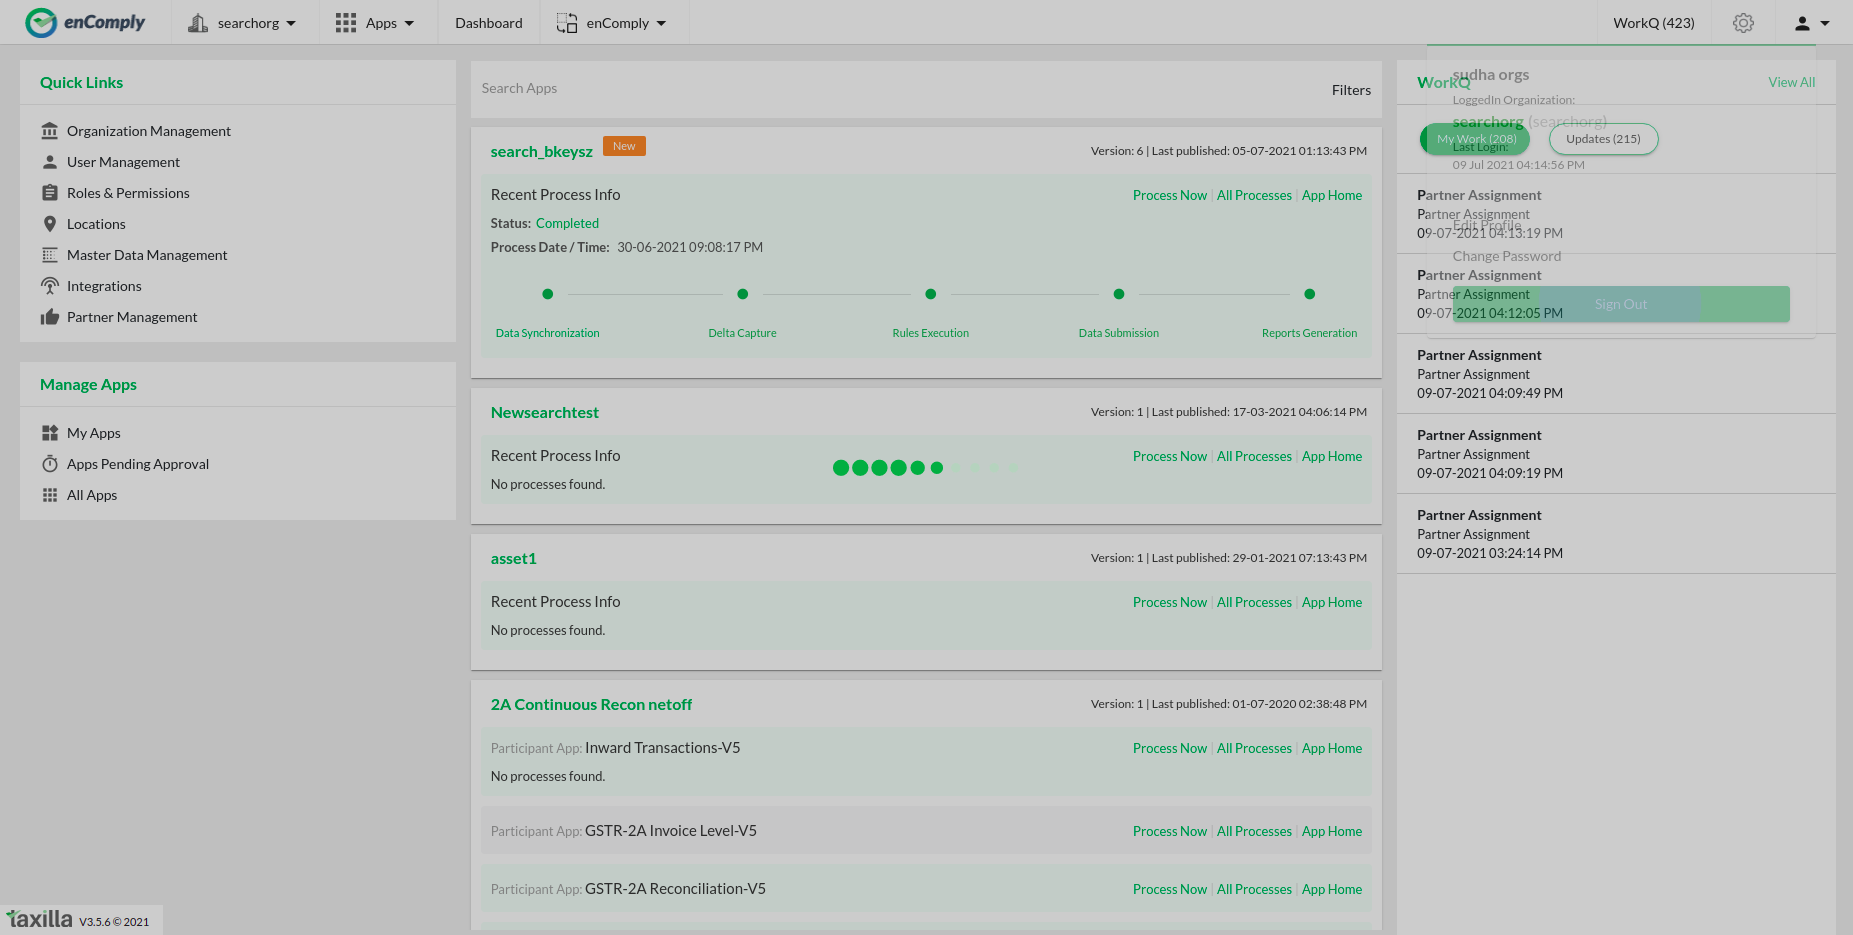 enComply
searchorg
Apps
Dashboard
enComply
WorkQ (423)
Quick Links
Organization Management
User Management
Roles & Permissions
Locations
Master Data Management
Integrations
Partner Management
Manage Apps
My Apps
Apps Pending Approval
All Apps
Search Apps
Filters
search_bkeysz
New
Version: 6 | Last published: 05-07-2021 01:13:43 PM
Recent Process Info
Process Now | All Processes | App Home
Status: Completed
Process Date / Time: 30-06-2021 09:08:17 PM
Data Synchronization
Delta Capture
Rules Execution
Data Submission
Reports Generation
Newsearchtest
Version: 1 | Last published: 17-03-2021 04:06:14 PM
Recent Process Info
Process Now | All Processes | App Home
No processes found.
asset1
Version: 1 | Last published: 29-01-2021 07:13:43 PM
Recent Process Info
Process Now | All Processes | App Home
No processes found.
2A Continuous Recon netoff
Version: 1 | Last published: 01-07-2020 02:38:48 PM
Participant App: Inward Transactions-V5
Process Now | All Processes | App Home
No processes found.
Participant App: GSTR-2A Invoice Level-V5
Process Now | All Processes | App Home
Participant App: GSTR-2A Reconciliation-V5
Process Now | All Processes | App Home
WorkQ
View All
My Work (208)
Updates (215)
Partner Assignment
Partner Assignment
09-07-2021 04:13:19 PM
Partner Assignment
Partner Assignment
09-07-2021 04:12:05 PM
Partner Assignment
Partner Assignment
09-07-2021 04:09:49 PM
Partner Assignment
Partner Assignment
09-07-2021 04:09:19 PM
Partner Assignment
Partner Assignment
09-07-2021 03:24:14 PM
sudha orgs
LoggedIn Organization:
searchorg (searchorg)
Last Login:
09 Jul 2021 04:14:56 PM
Edit Profile
Change Password
Sign Out
taxilla V3.5.6 © 2021